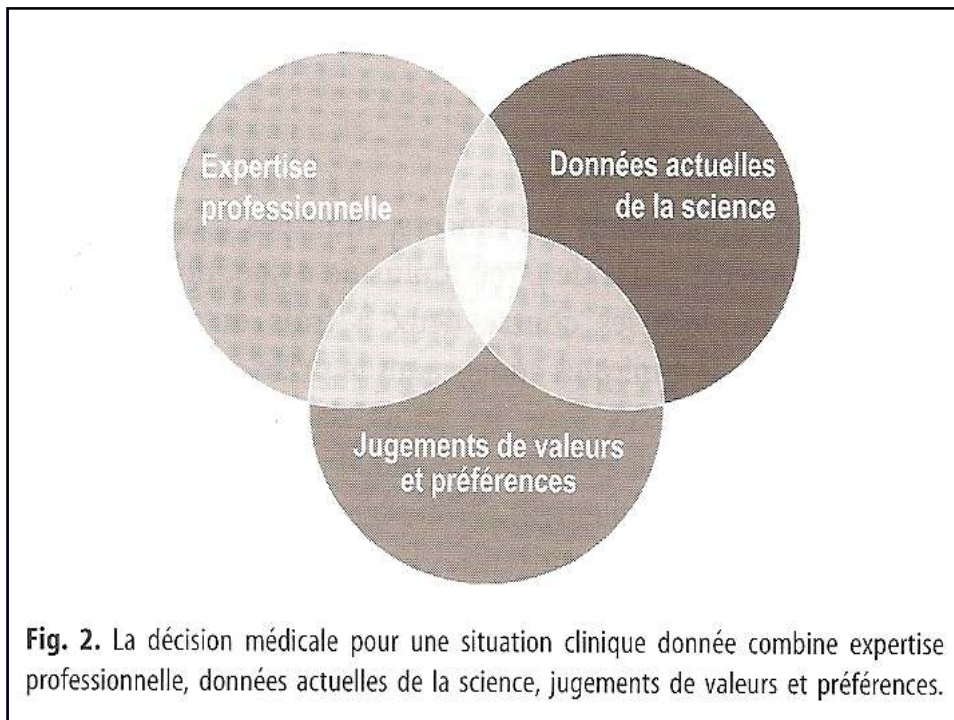 Expertise
professionnelle
Données actuelles
de la science
Jugements de valeurs
et préférences
Fig. 2. La décision médicale pour une situation clinique donnée combine expertise
professionnelle, données actuelles de la science, jugements de valeurs et préférences.